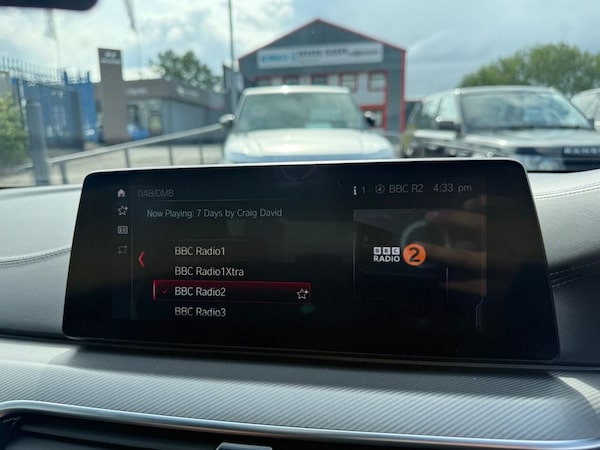 DAB/DMB
i 1 BBC R2 4:33 pm
Now Playing: 7 Days by Craig David
BBC Radio1
BBC Radio1Xtra
BBC Radio2
BBC Radio3
BBC
RADIO 2